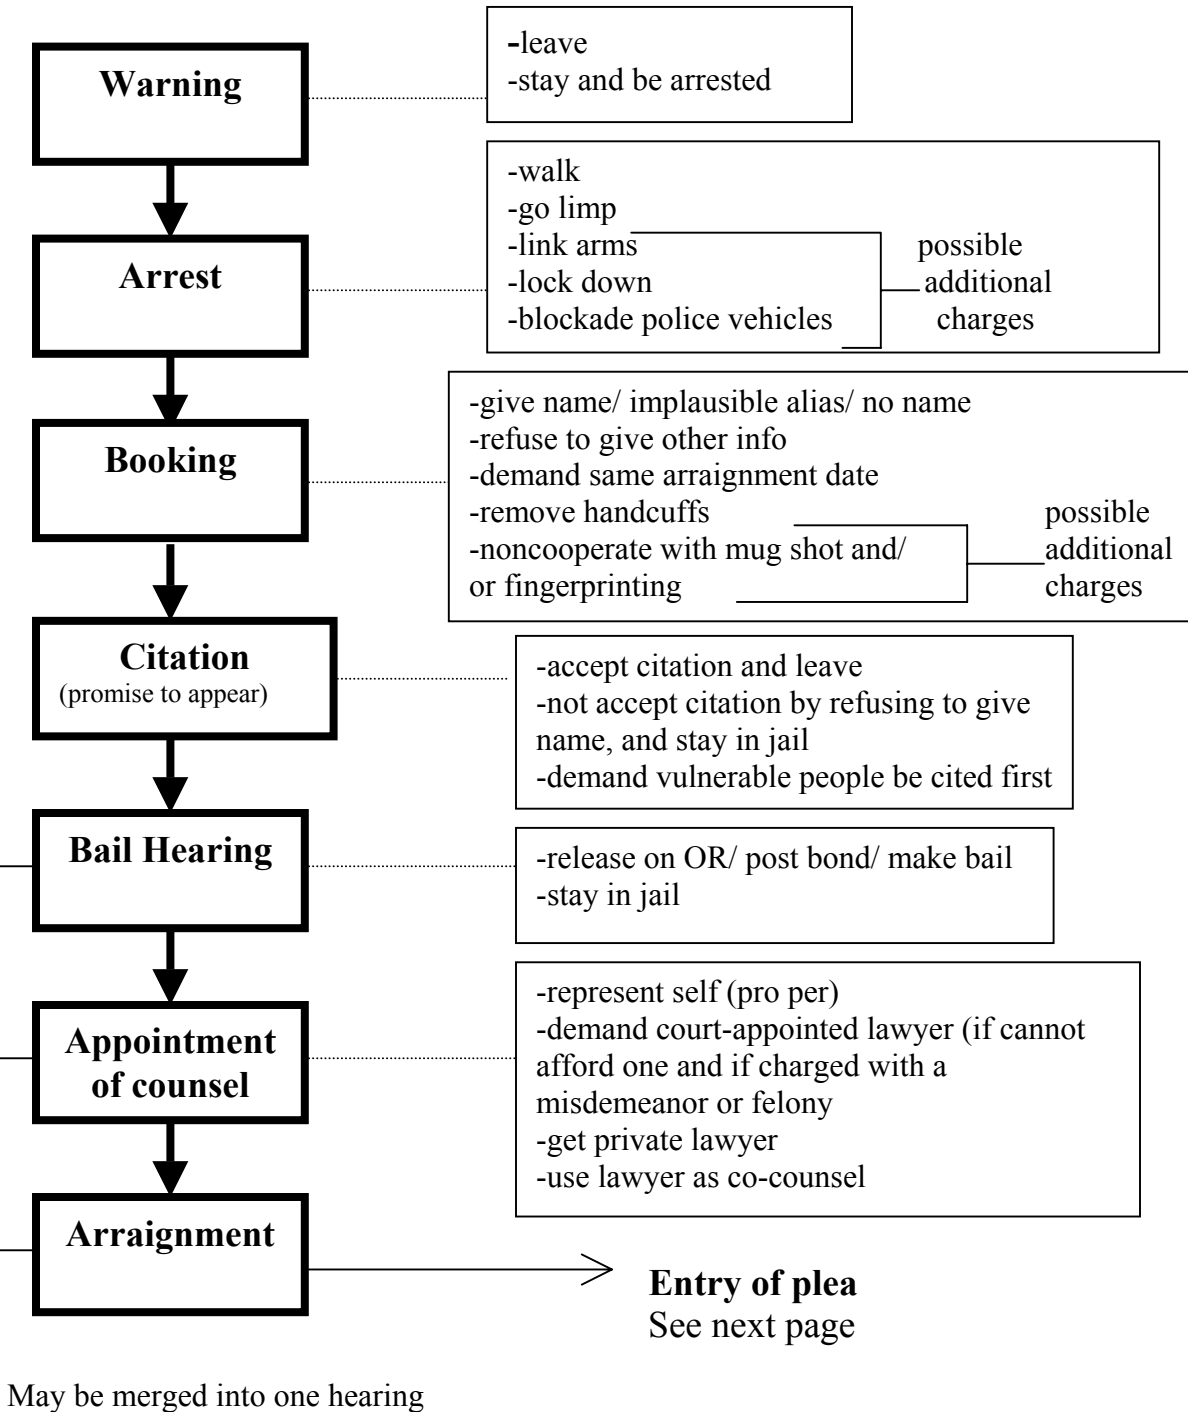 Warning
-leave
-stay and be arrested
Arrest
-walk
-go limp
-link arms
-lock down
-blockade police vehicles
possible
additional
charges
Booking
-give name/ implausible alias/ no name
-refuse to give other info
-demand same arraignment date
-remove handcuffs
-noncooperate with mug shot and/
or fingerprinting
possible
additional
charges
Citation
(promise to appear)
-accept citation and leave
-not accept citation by refusing to give
name, and stay in jail
-demand vulnerable people be cited first
Bail Hearing
-release on OR/ post bond/ make bail
-stay in jail
Appointment
of counsel
-represent self (pro per)
-demand court-appointed lawyer (if cannot
afford one and if charged with a
misdemeanor or felony
-get private lawyer
-use lawyer as co-counsel
Arraignment
Entry of plea
See next page
May be merged into one hearing